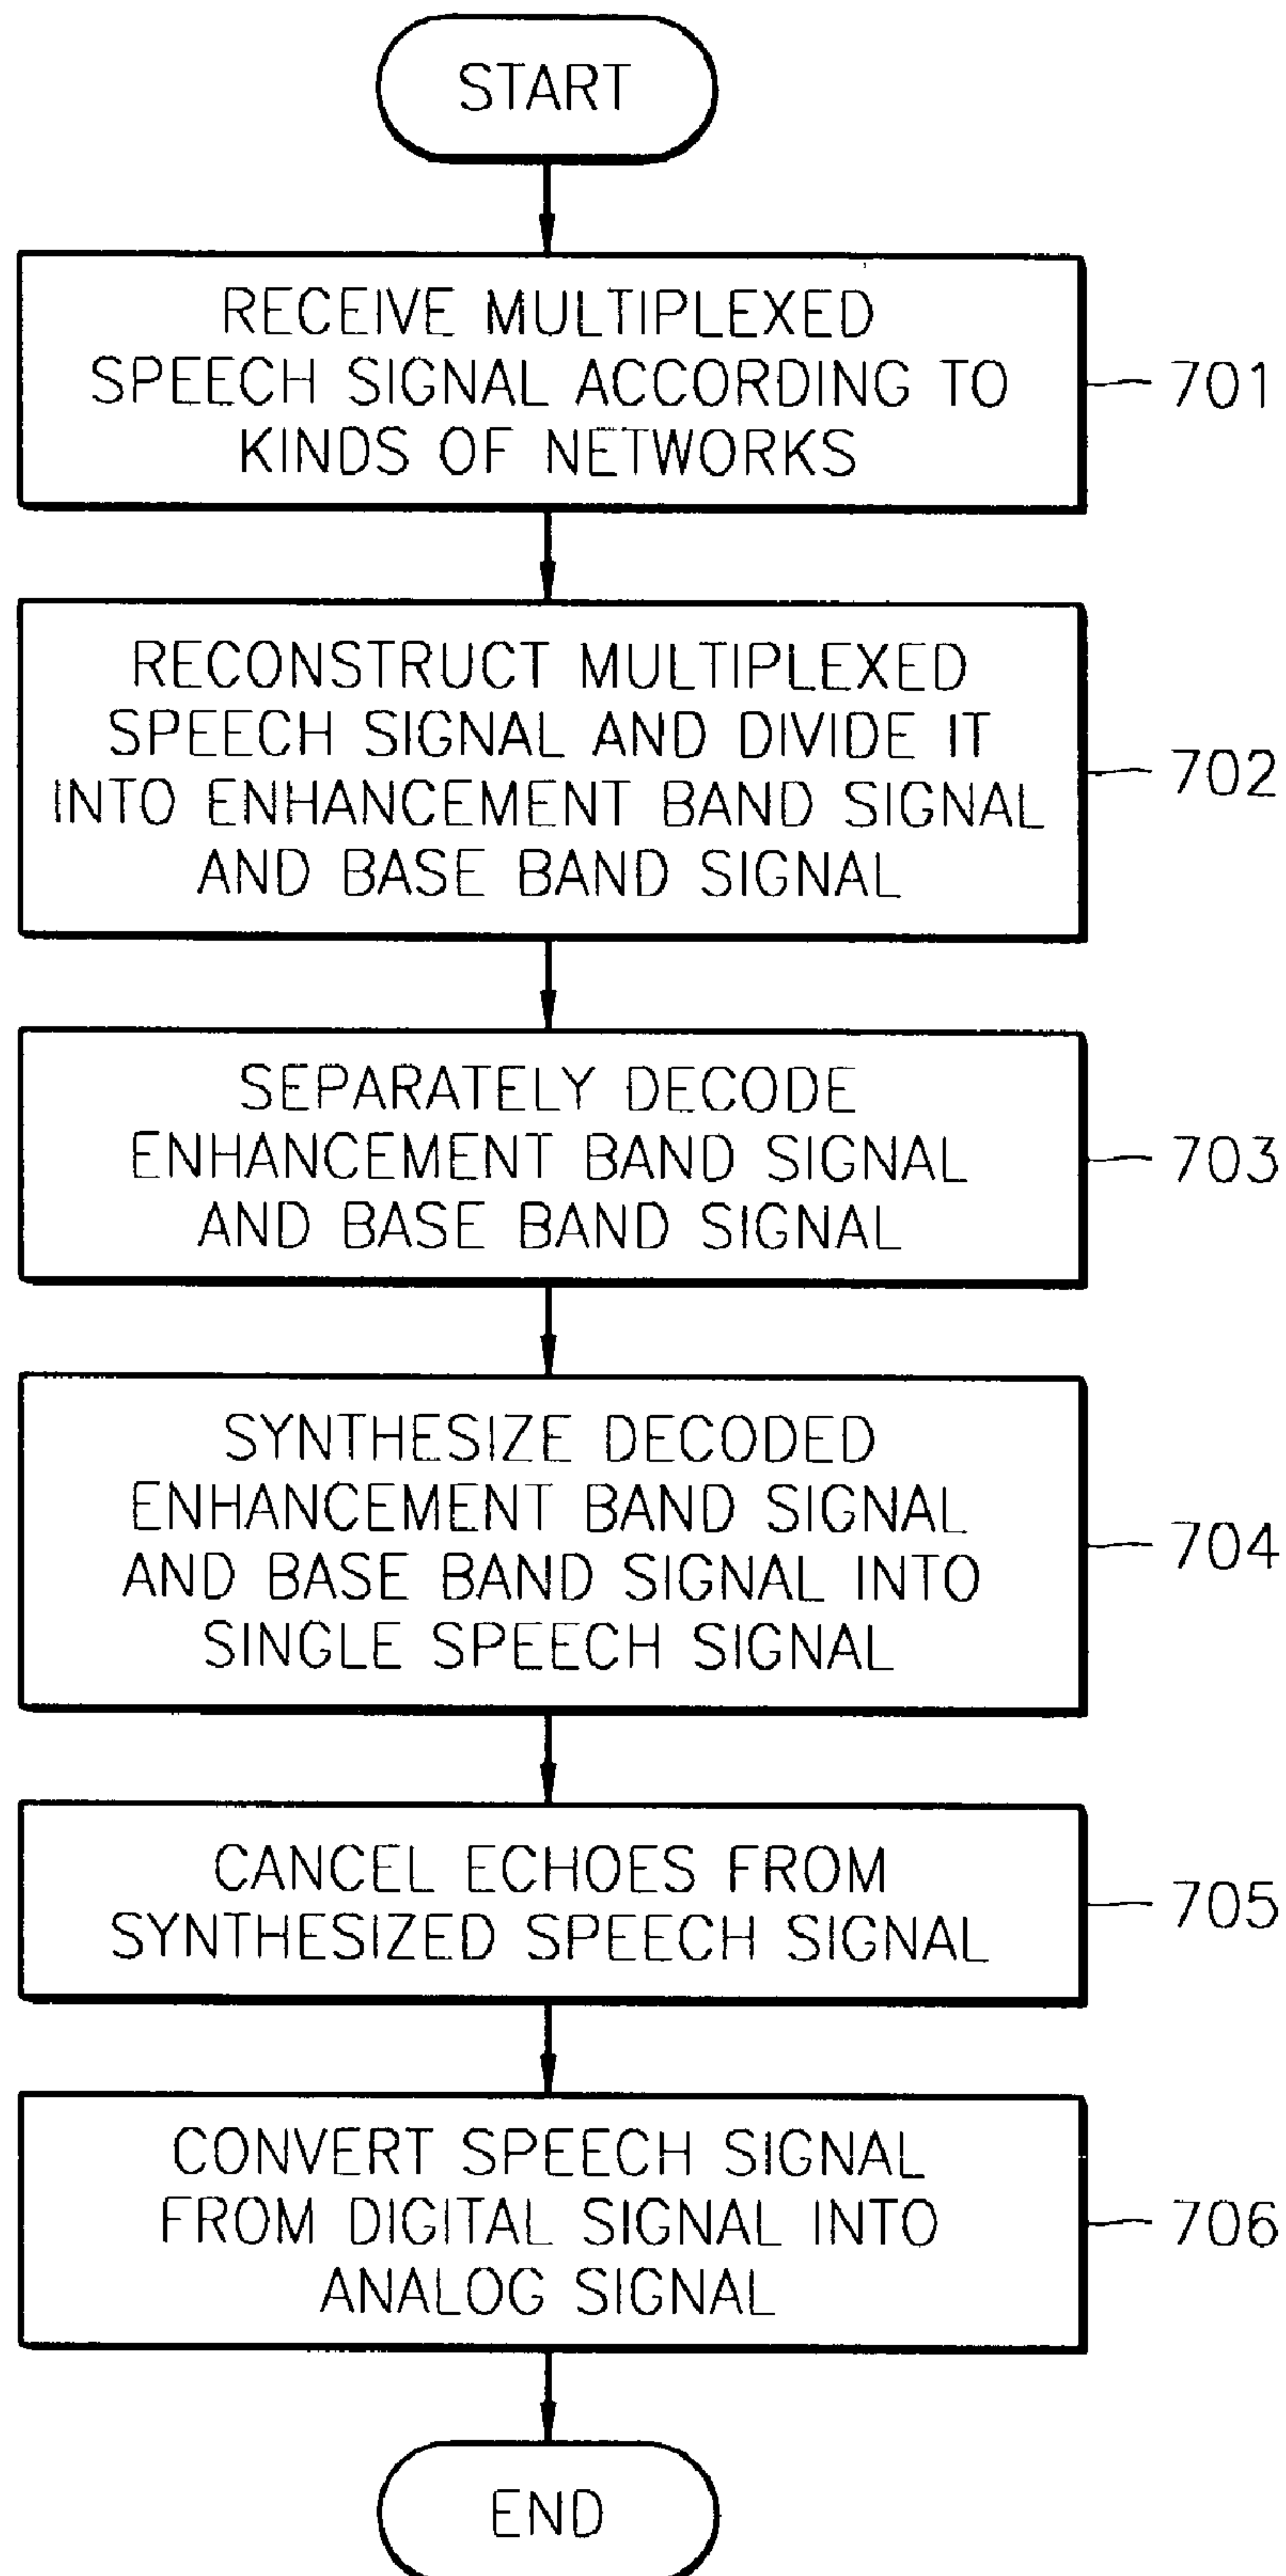 START
RECEIVE MULTIPLEXED
SPEECH SIGNAL ACCORDING TO
KINDS OF NETWORKS
701
RECONSTRUCT MULTIPLEXED
SPEECH SIGNAL AND DIVIDE IT
INTO ENHANCEMENT BAND SIGNAL
AND BASE BAND SIGNAL
702
SEPARATELY DECODE
ENHANCEMENT BAND SIGNAL
AND BASE BAND SIGNAL
703
SYNTHESIZE DECODED
ENHANCEMENT BAND SIGNAL
AND BASE BAND SIGNAL INTO
SINGLE SPEECH SIGNAL
704
CANCEL ECHOES FROM
SYNTHESIZED SPEECH SIGNAL
705
CONVERT SPEECH SIGNAL
FROM DIGITAL SIGNAL INTO
ANALOG SIGNAL
706
END